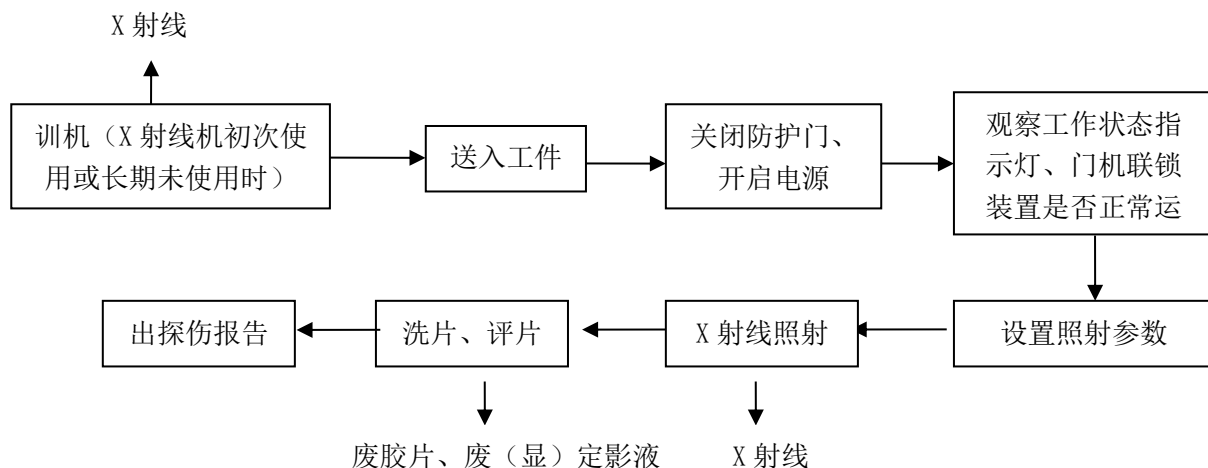 X 射线
训机（X 射线机初次使
用或长期未使用时）
送入工件
关闭防护门、
开启电源
观察工作状态指
示灯、门机联锁
装置是否正常运
设置照射参数
X 射线照射
洗片、评片
出探伤报告
废胶片、废（显）定影液
X 射线